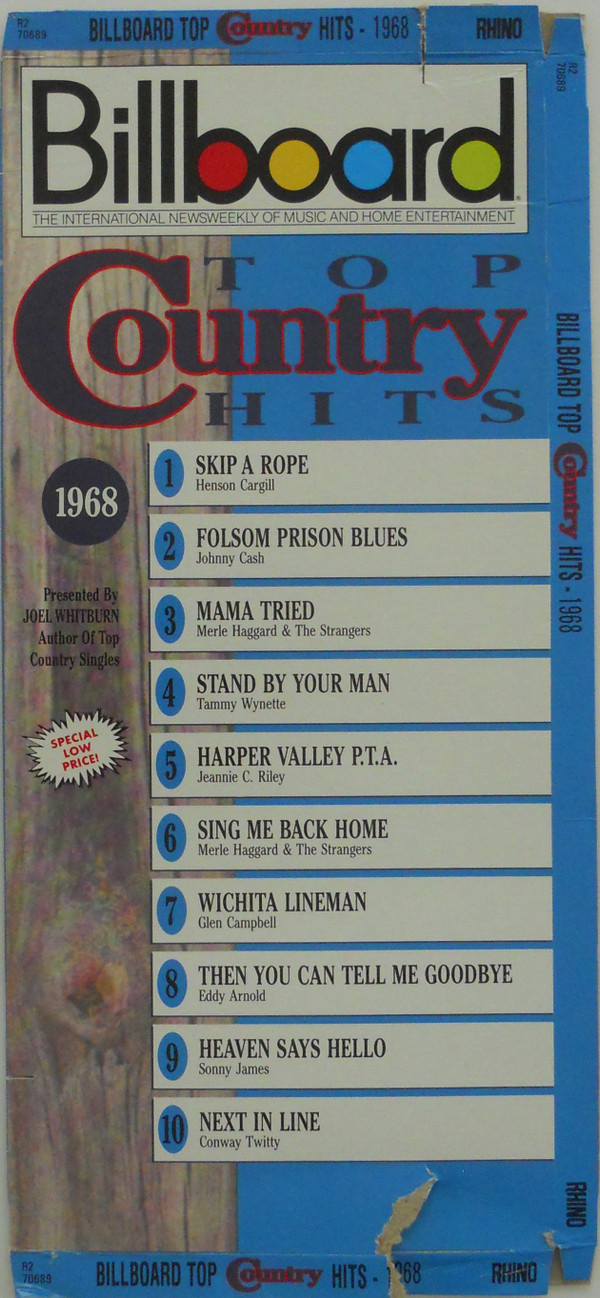 R2
70689
BILLBOARD TOP Country HITS - 1968
RHINO
R2
70689
Billboard
THE INTERNATIONAL NEWSWEEKLY OF MUSIC AND HOME ENTERTAINMENT
TOP
Country
HITS
1968
Presented By
JOEL WHITBURN
Author Of Top
Country Singles
SPECIAL
LOW
PRICE!
1 SKIP A ROPE
Henson Cargill
2 FOLSOM PRISON BLUES
Johnny Cash
3 MAMA TRIED
Merle Haggard & The Strangers
4 STAND BY YOUR MAN
Tammy Wynette
5 HARPER VALLEY P.T.A.
Jeannie C. Riley
6 SING ME BACK HOME
Merle Haggard & The Strangers
7 WICHITA LINEMAN
Glen Campbell
8 THEN YOU CAN TELL ME GOODBYE
Eddy Arnold
9 HEAVEN SAYS HELLO
Sonny James
10 NEXT IN LINE
Conway Twitty
BILLBOARD TOP Country HITS - 1968
RHINO
R2
70689
BILLBOARD TOP Country HITS - 1968
RHINO